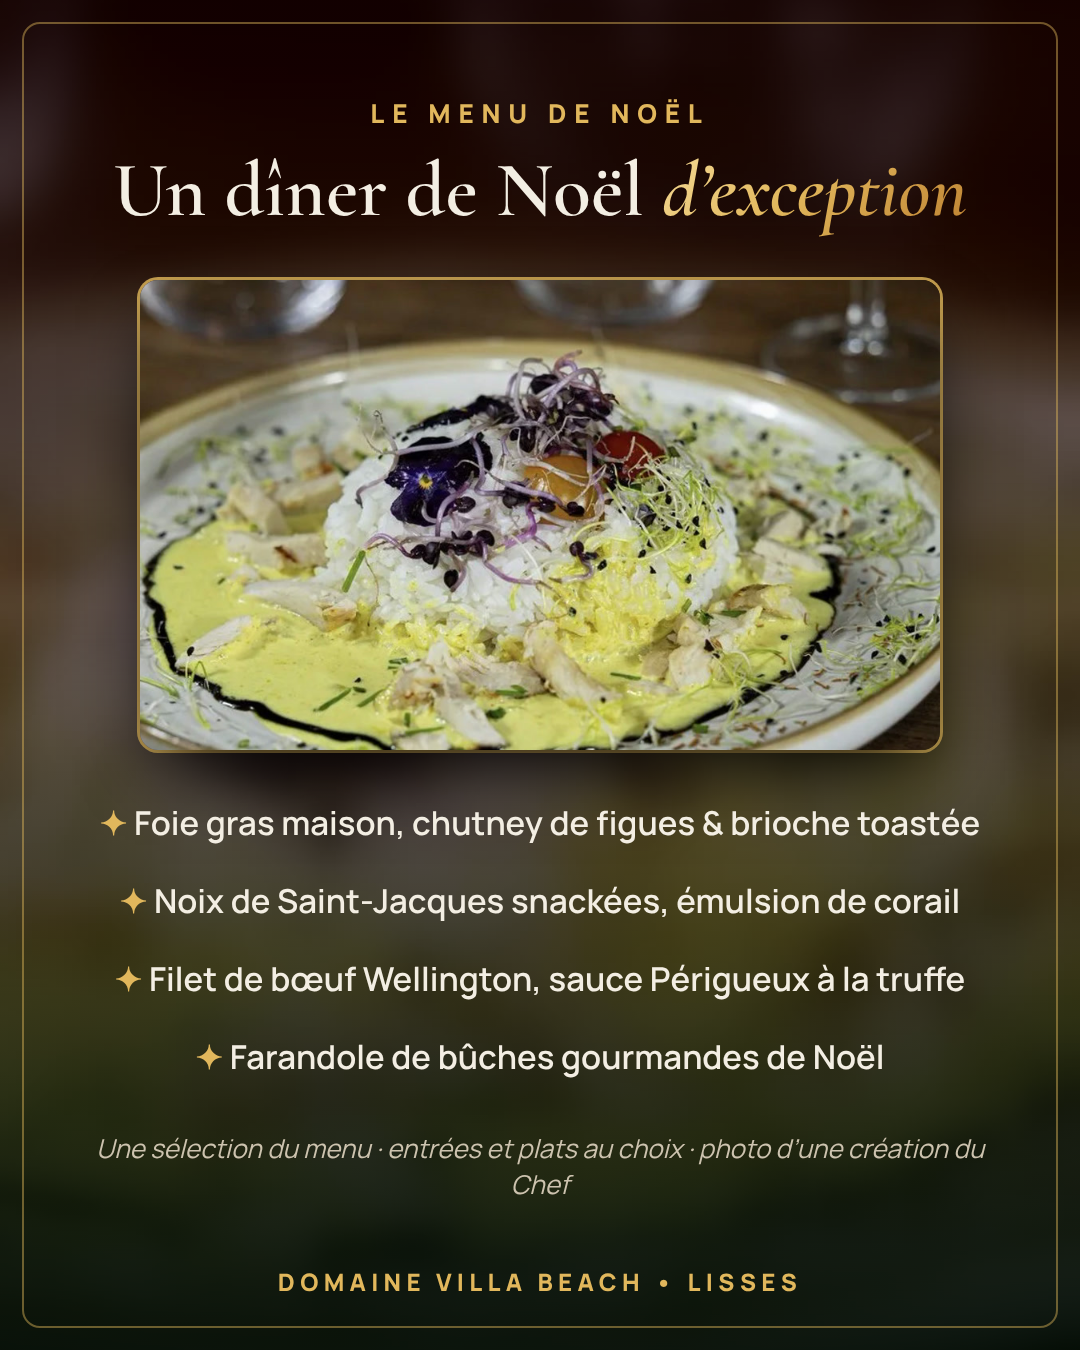 LE MENU DE NOËL
Un dîner de Noël d’exception
✦ Foie gras maison, chutney de figues & brioche toastée
✦ Noix de Saint-Jacques snackées, émulsion de corail
✦ Filet de bœuf Wellington, sauce Périgueux à la truffe
✦ Farandole de bûches gourmandes de Noël
Une sélection du menu · entrées et plats au choix · photo d’une création du
Chef
DOMAINE VILLA BEACH • LISSES